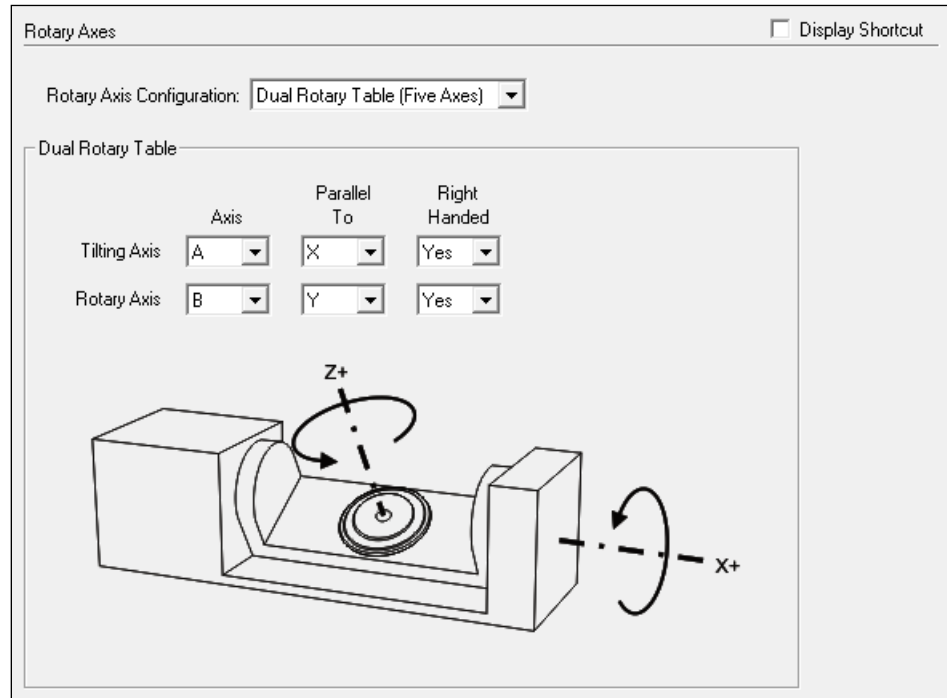 Rotary Axes Display Shortcut
Rotary Axis Configuration: Dual Rotary Table (Five Axes)
Dual Rotary Table
Axis Parallel To Right Handed
Tilting Axis A X Yes
Rotary Axis B Y Yes
Z+
X+